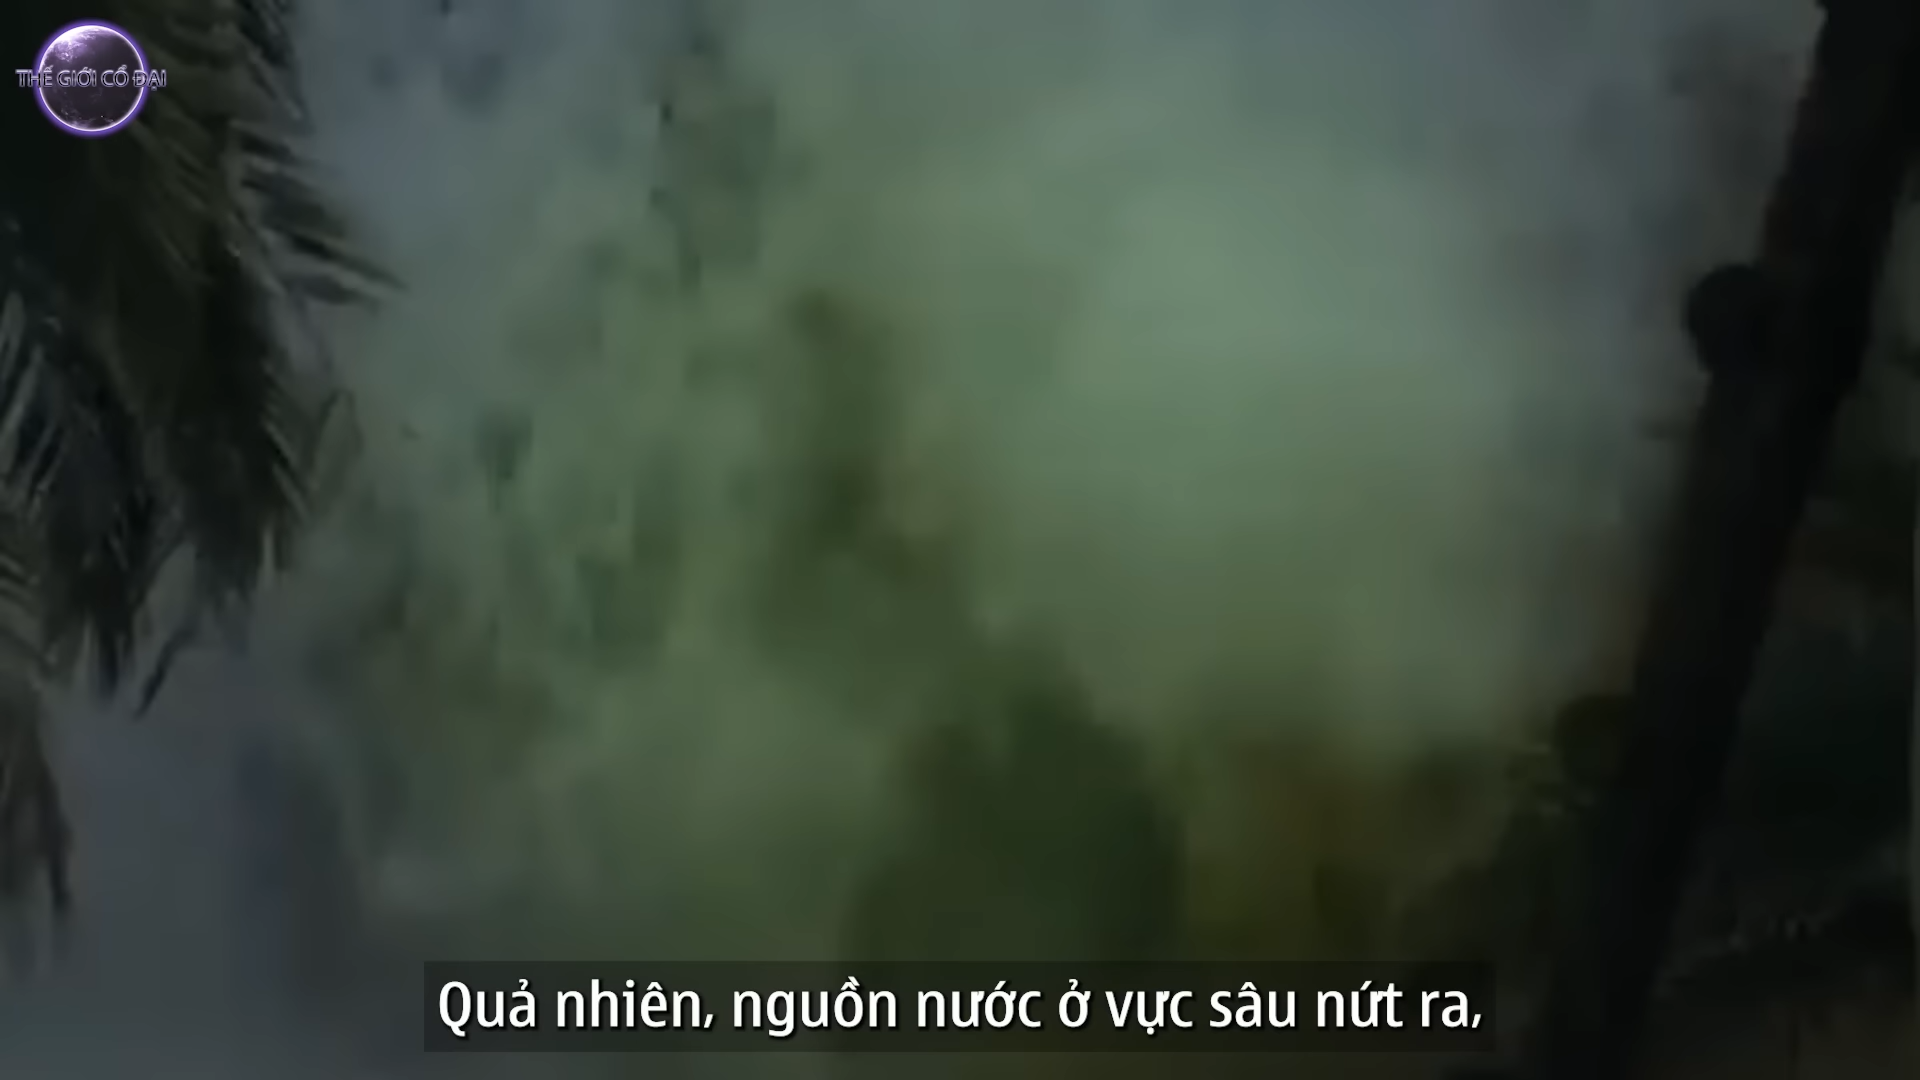 THẾ GIỚI CỔ ĐẠI
Quả nhiên, nguồn nước ở vực sâu nứt ra,